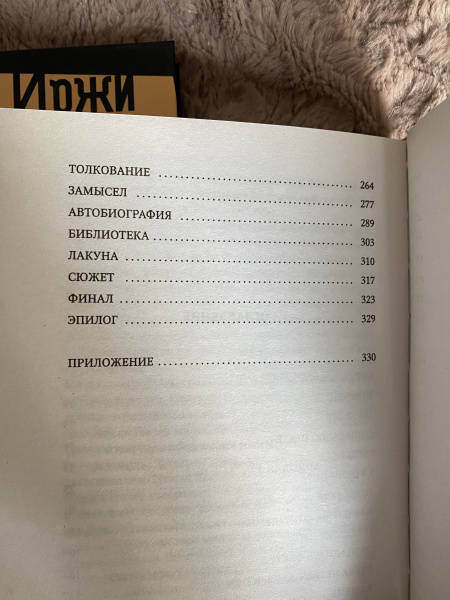 Иржи
ТОЛКОВАНИЕ ........................................ 264
ЗАМЫСЕЛ ........................................ 277
АВТОБИОГРАФИЯ ........................................ 289
БИБЛИОТЕКА ........................................ 303
ЛАКУНА ........................................ 310
СЮЖЕТ ........................................ 317
ФИНАЛ ........................................ 323
ЭПИЛОГ ........................................ 329
ПРИЛОЖЕНИЕ ........................................ 330